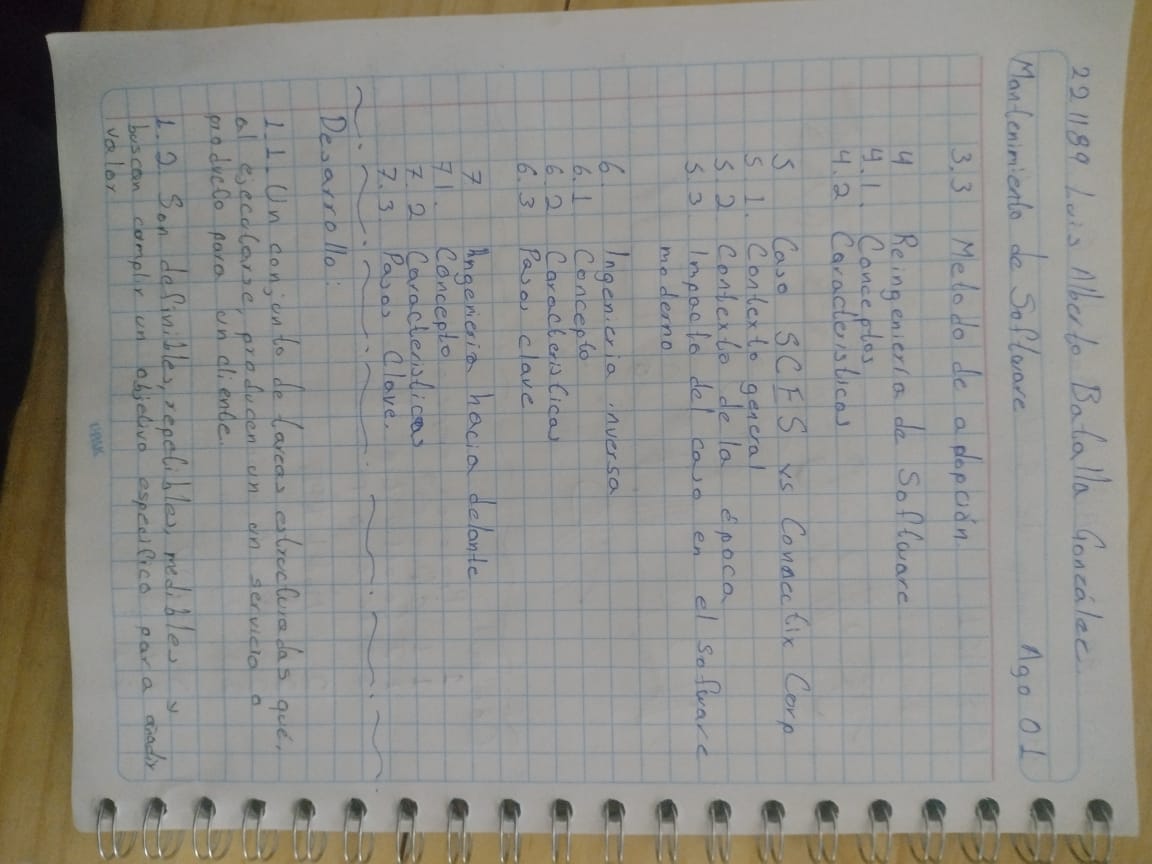 221189 Luis Alberto Batalla González
Mantenimiento de Software Ago 01
3.3 Metodo de adopción
4 Reingeniería de Software
4.1. Conceptos
4.2 Caracteristicas
5 Caso SCES vs Connectix Corp
5 1. Contexto general
5 2 Contexto de la época
5 3 Impacto del caso en el software
moderno
6. Ingenieria inversa
6.1 Concepto
6 2 Caracteristicas
6.3 Pasos clave
7 Ingenieria hacia delante
7 1. Concepto
7.2 Caracteristicas
7.3 Pasos Clave.
Desarrollo:
1.1. Un conjunto de tareas estructuradas que,
al ejecutarse, producen un un servicio o
producto para un cliente.
1.2. Son definibles, repetibles, medibles y
buscan cumplir un objetivo específico para añadir
valor